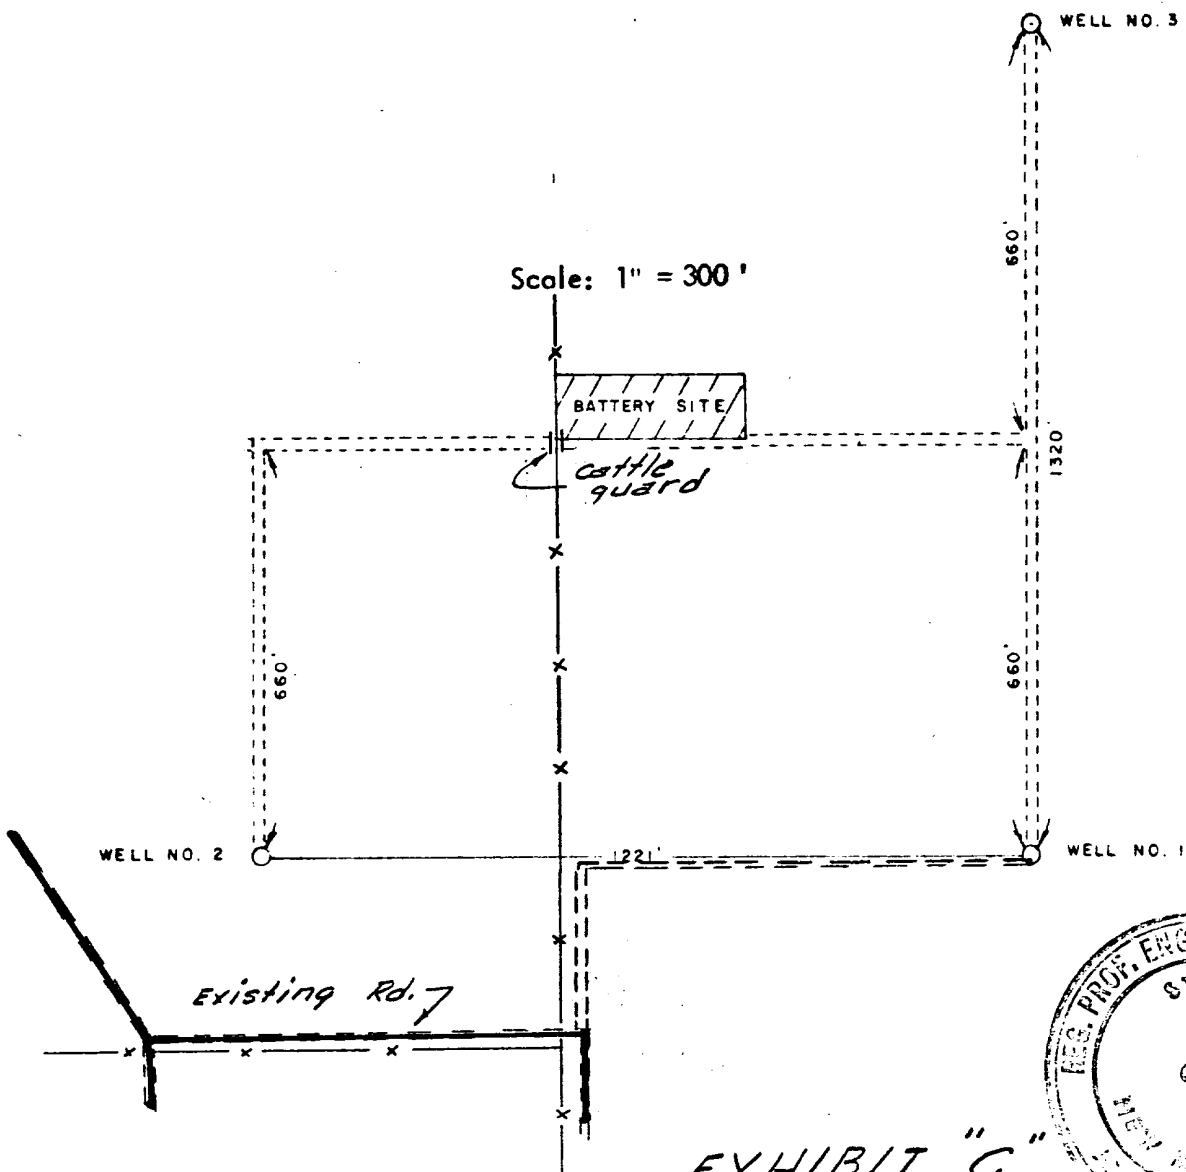 WELL NO. 3
660'
Scale: 1" = 300'
BATTERY SITE
1320'
cattle
guard
660'
660'
WELL NO. 2
1221'
WELL NO. 1
Existing Rd.
REG. PROF. ENG
NEW
EXHIBIT "C"